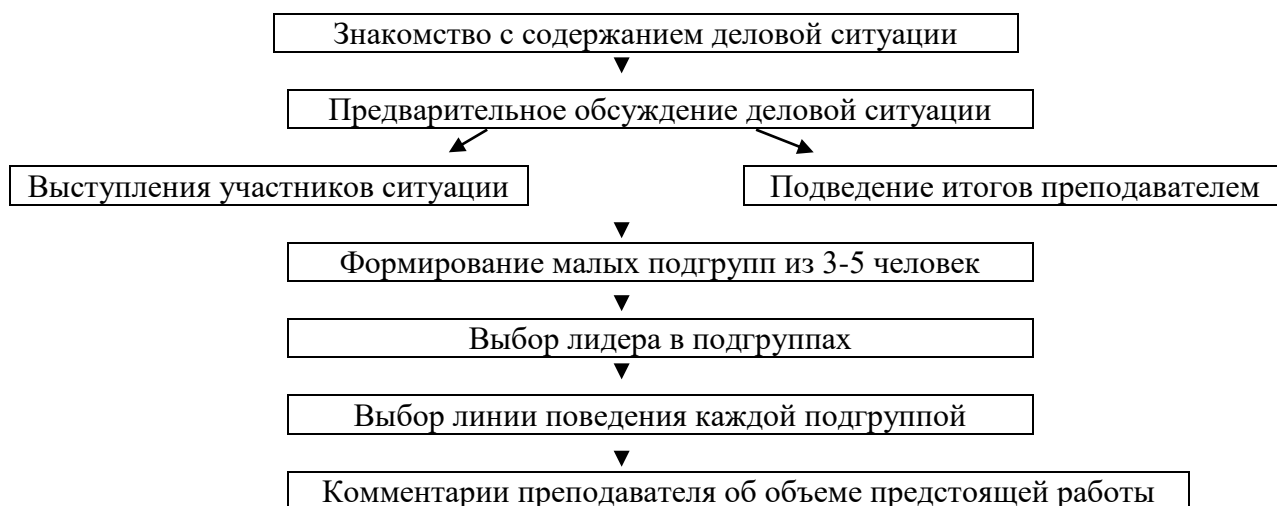 Знакомство с содержанием деловой ситуации
Предварительное обсуждение деловой ситуации
Выступления участников ситуации
Подведение итогов преподавателем
Формирование малых подгрупп из 3-5 человек
Выбор лидера в подгруппах
Выбор линии поведения каждой подгруппой
Комментарии преподавателя об объеме предстоящей работы